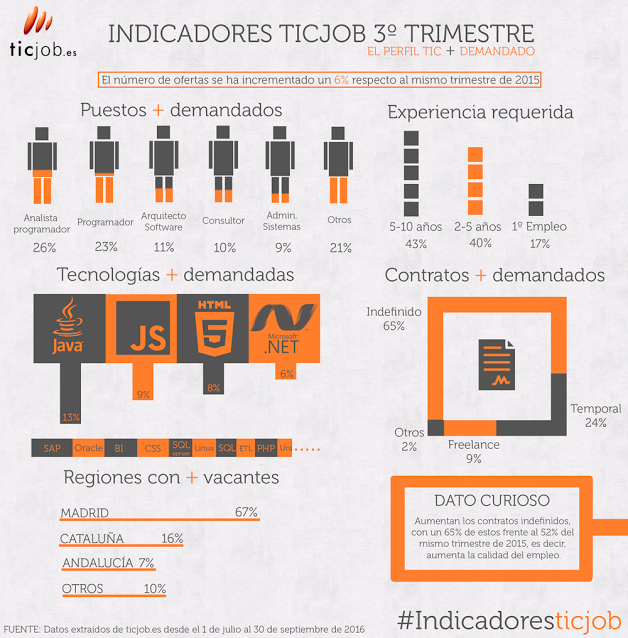 ticjob.es
INDICADORES TICJOB 3º TRIMESTRE
EL PERFIL TIC + DEMANDADO
El número de ofertas se ha incrementado un 6% respecto al mismo trimestre de 2015
Puestos + demandados
Analista
programador
26%
Programador
23%
Arquitecto
Software
11%
Consultor
10%
Admin.
Sistemas
9%
Otros
21%
Experiencia requerida
5-10 años
43%
2-5 años
40%
1º Empleo
17%
Tecnologías + demandadas
Java
13%
JS
9%
HTML
5
8%
Microsoft
.NET
6%
SAP
Oracle
BI
CSS
SQL
server
Linux
SQL
ETL
PHP
Uni
Contratos + demandados
Indefinido
65%
Temporal
24%
Otros
2%
Freelance
9%
Regiones con + vacantes
MADRID 67%
CATALUÑA 16%
ANDALUCÍA 7%
OTROS 10%
DATO CURIOSO
Aumentan los contratos indefinidos,
con un 65% de estos frente al 52% del
mismo trimestre de 2015, es decir,
aumenta la calidad del empleo.
#Indicadoresticjob
FUENTE: Datos extraídos de ticjob.es desde el 1 de julio al 30 de septiembre de 2016